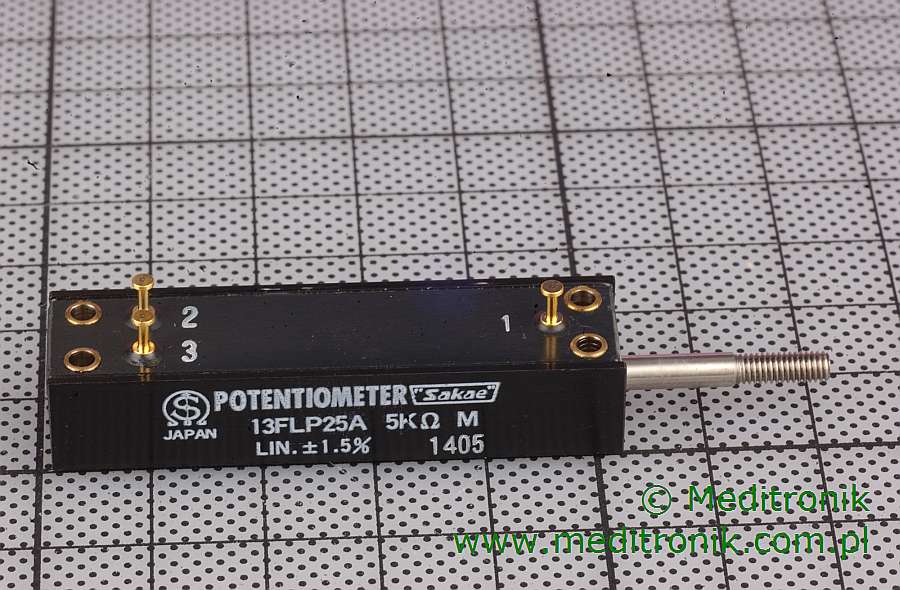 2
1
3
POTENTIOMETER "Sakae"
JAPAN 13FLP25A 5KΩ M
LIN. ±1.5% 1405
© Meditronik
www.meditronik.com.pl